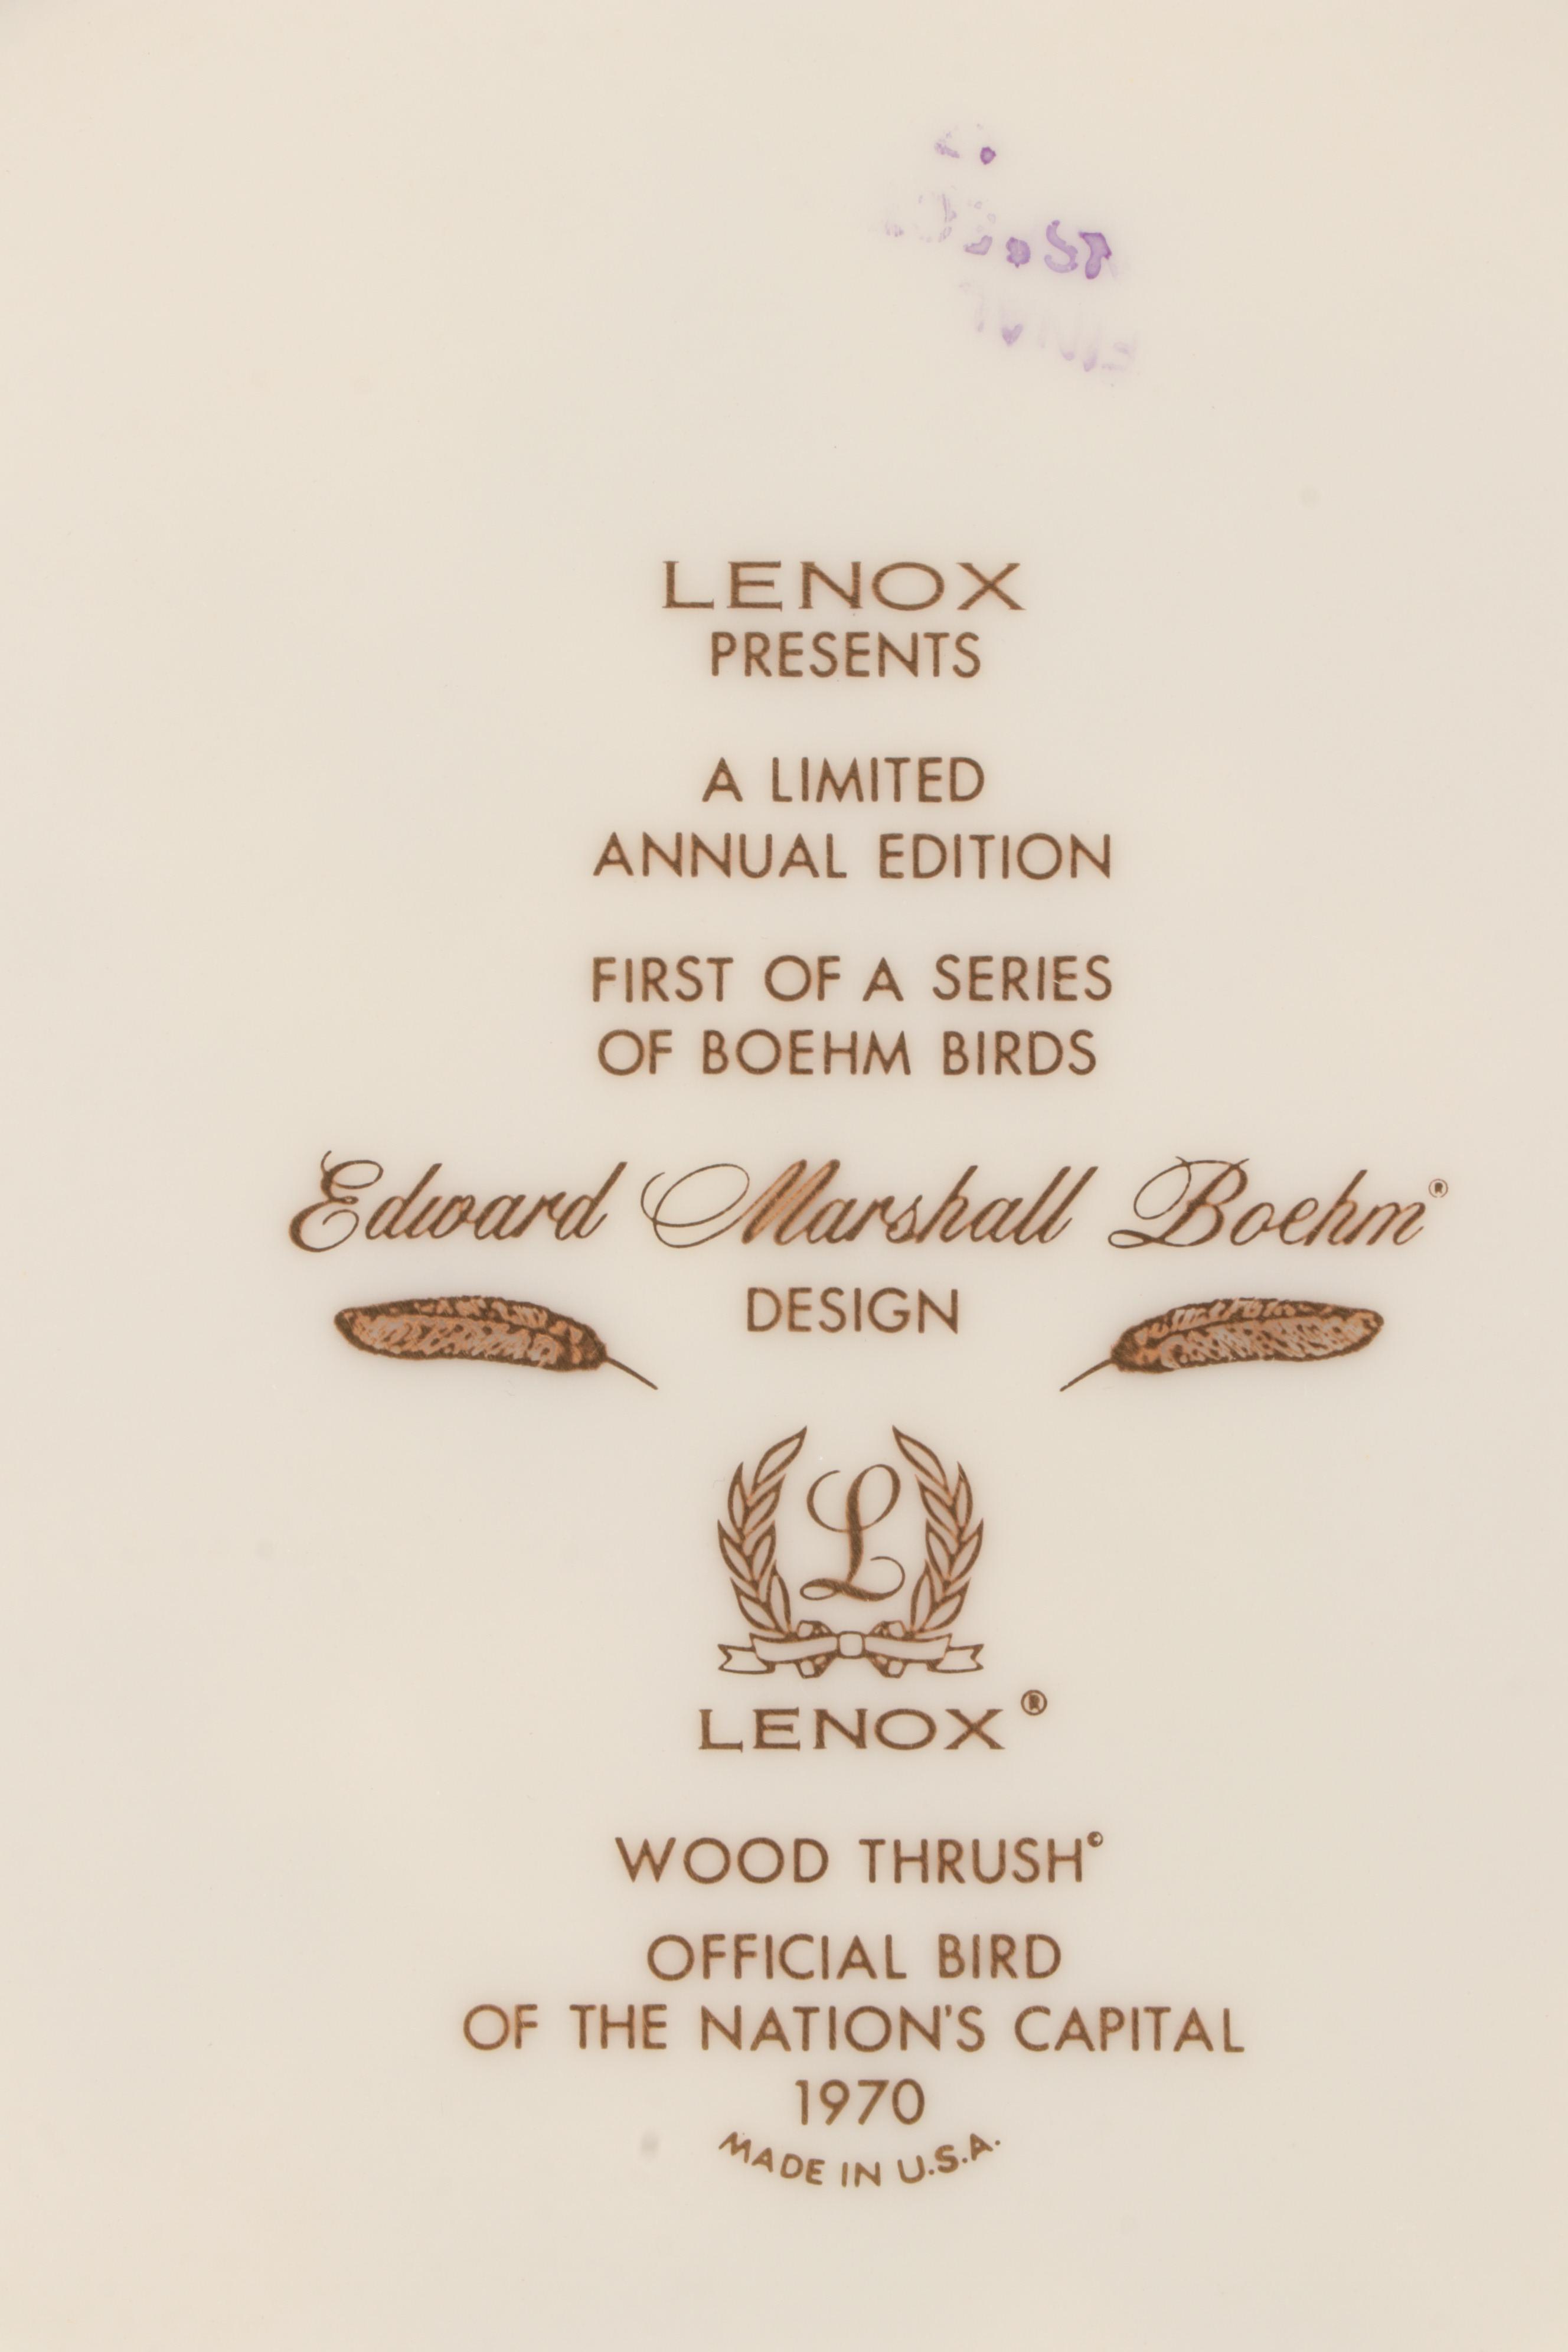 LENOX
PRESENTS
A LIMITED
ANNUAL EDITION
FIRST OF A SERIES
OF BOEHM BIRDS
Edward Marshall Boehm®
DESIGN
L
LENOX®
WOOD THRUSH©
OFFICIAL BIRD
OF THE NATION'S CAPITAL
1970
MADE IN U.S.A.